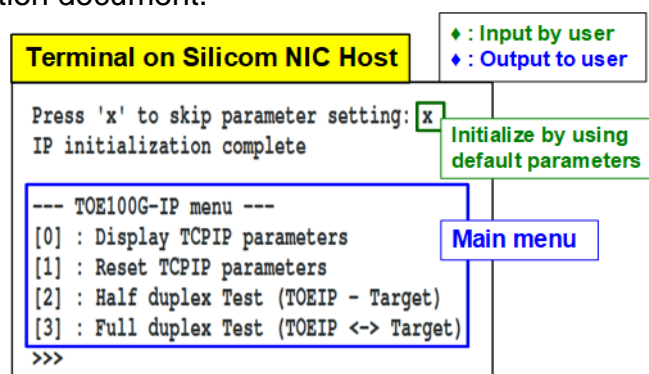 tion document.
♦ : Input by user
♦ : Output to user
Terminal on Silicom NIC Host
Press 'x' to skip parameter setting: x
IP initialization complete
Initialize by using
default parameters
--- TOE100G-IP menu ---
[0] : Display TCPIP parameters
[1] : Reset TCPIP parameters
[2] : Half duplex Test (TOEIP - Target)
[3] : Full duplex Test (TOEIP <-> Target)
>>>
Main menu